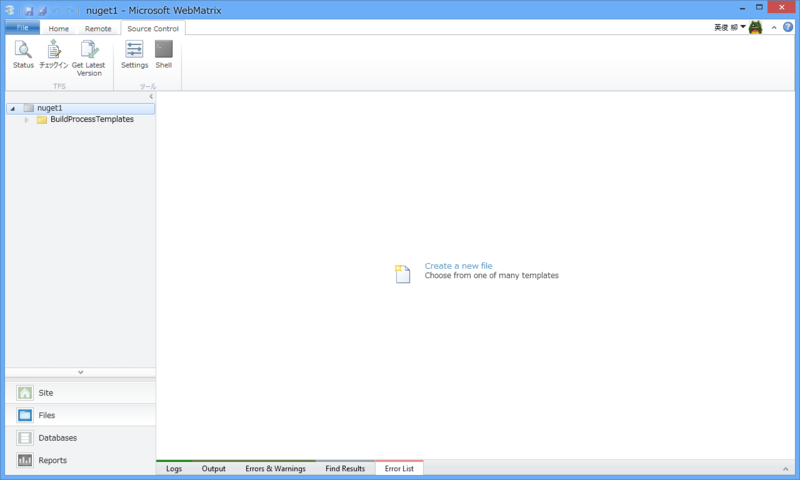 nuget1 - Microsoft WebMatrix
File
Home
Remote
Source Control
英俊 柳
Status
チェックイン
Get Latest
Version
Settings
Shell
TFS
ツール
nuget1
BuildProcessTemplates
Create a new file
Choose from one of many templates
Site
Files
Databases
Reports
Logs
Output
Errors & Warnings
Find Results
Error List